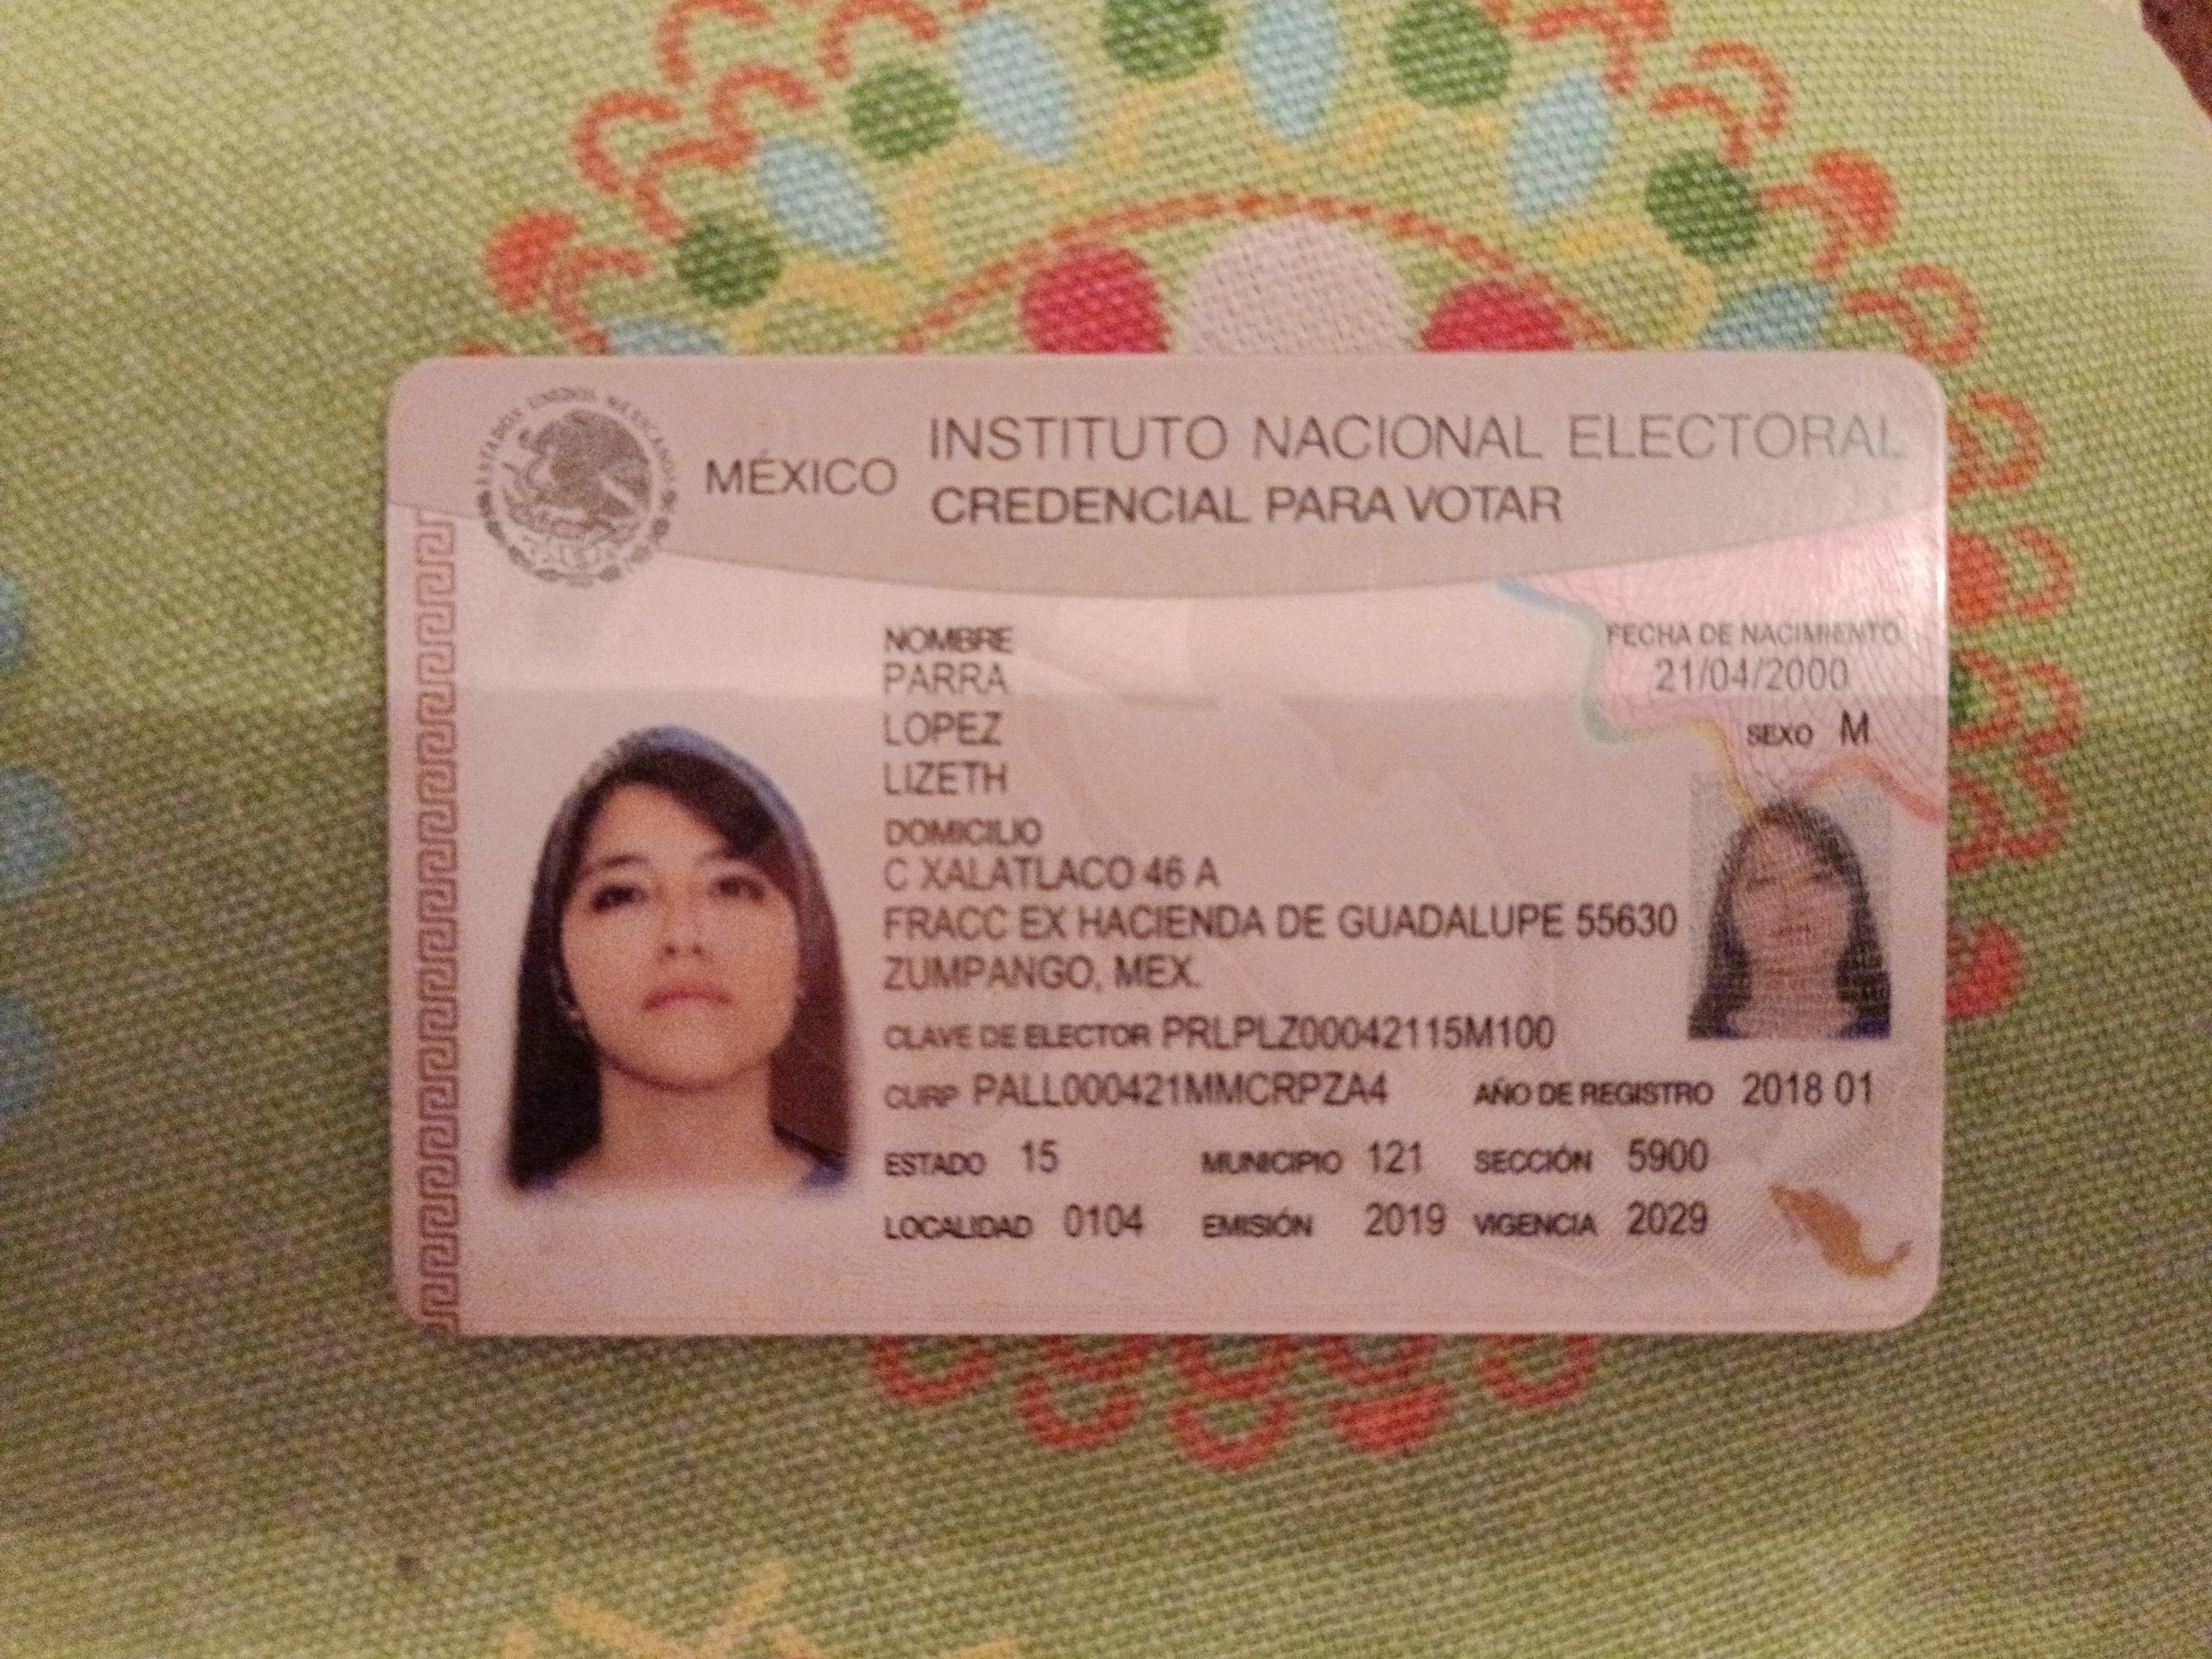 ESTADOS UNIDOS MEXICANOS
MÉXICO
INSTITUTO NACIONAL ELECTORAL
CREDENCIAL PARA VOTAR
NOMBRE
PARRA
LOPEZ
LIZETH
FECHA DE NACIMIENTO
21/04/2000
SEXO M
DOMICILIO
C XALATLACO 46 A
FRACC EX HACIENDA DE GUADALUPE 55630
ZUMPANGO, MEX.
CLAVE DE ELECTOR PRLPLZ00042115M100
CURP PALL000421MMCRPZA4 AÑO DE REGISTRO 2018 01
ESTADO 15 MUNICIPIO 121 SECCIÓN 5900
LOCALIDAD 0104 EMISIÓN 2019 VIGENCIA 2029